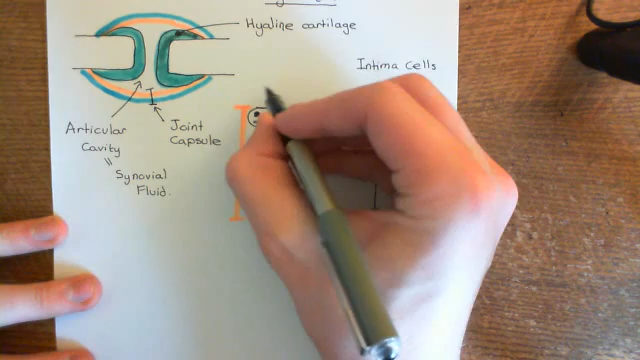 Hyaline cartilage
Intima cells
Articular
Cavity
=
Synovial
Fluid.
Joint
Capsule